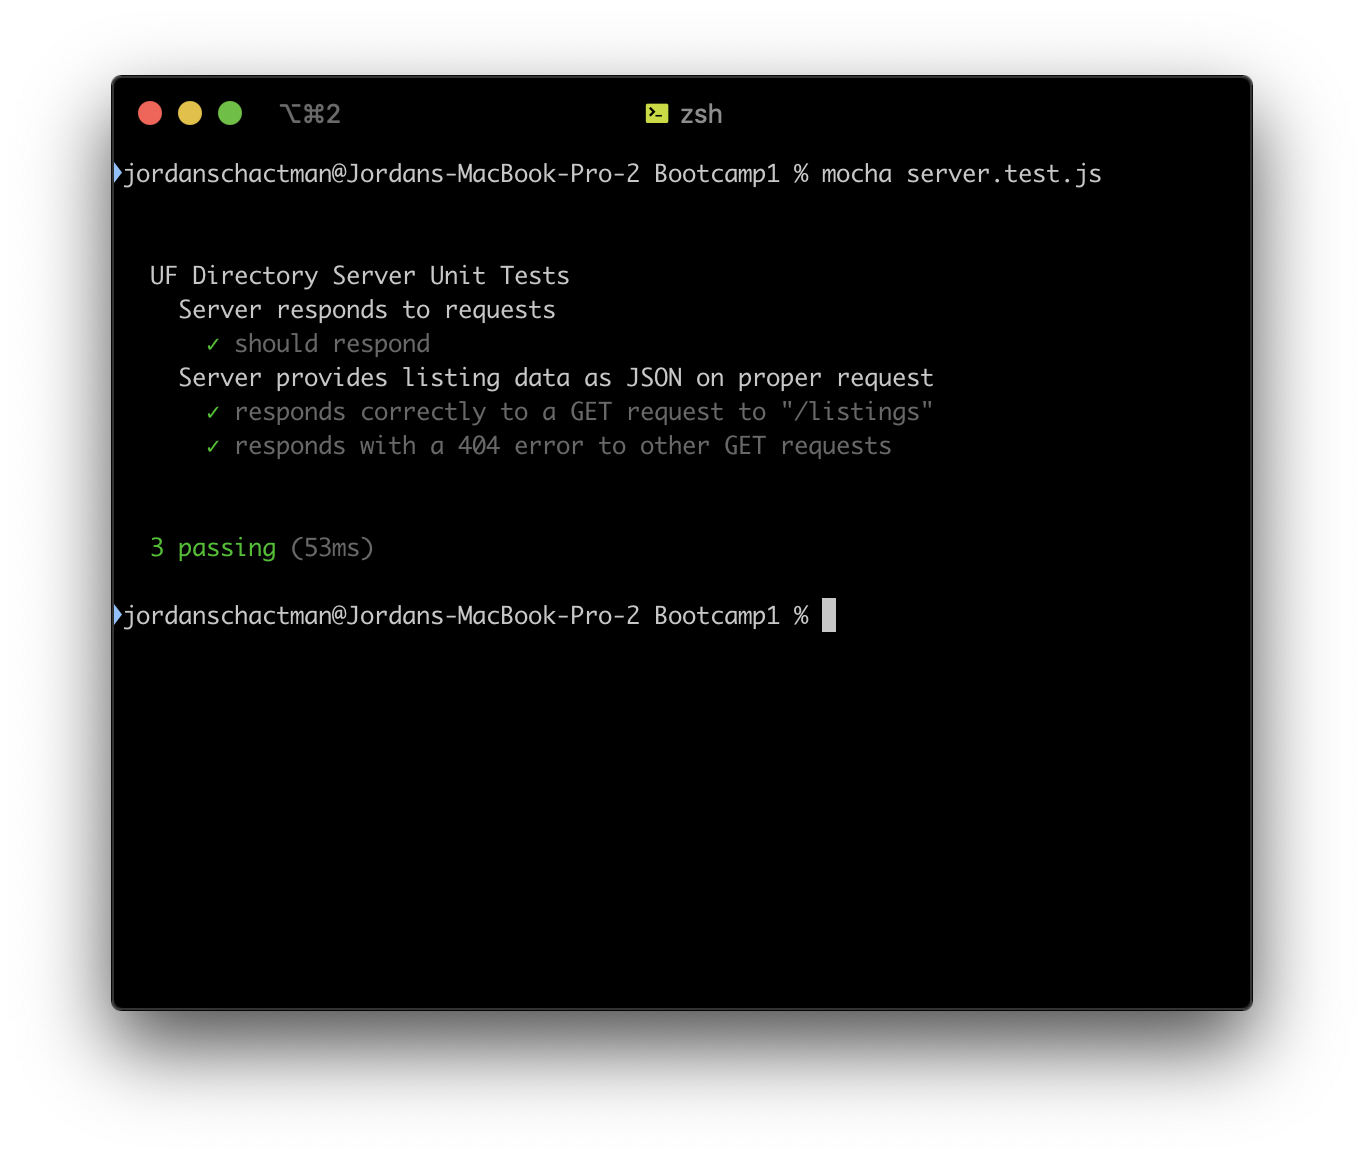 ⌥⌘2 zsh
jordanschactman@Jordans-MacBook-Pro-2 Bootcamp1 % mocha server.test.js
UF Directory Server Unit Tests
Server responds to requests
✓ should respond
Server provides listing data as JSON on proper request
✓ responds correctly to a GET request to "/listings"
✓ responds with a 404 error to other GET requests
3 passing (53ms)
jordanschactman@Jordans-MacBook-Pro-2 Bootcamp1 %